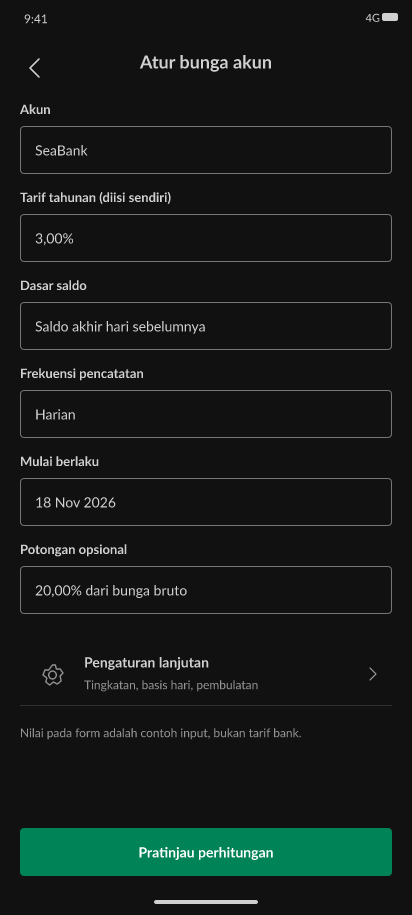 9:41
4G
Atur bunga akun
Akun
SeaBank
Tarif tahunan (diisi sendiri)
3,00%
Dasar saldo
Saldo akhir hari sebelumnya
Frekuensi pencatatan
Harian
Mulai berlaku
18 Nov 2026
Potongan opsional
20,00% dari bunga bruto
Pengaturan lanjutan
Tingkatan, basis hari, pembulatan
Nilai pada form adalah contoh input, bukan tarif bank.
Pratinjau perhitungan